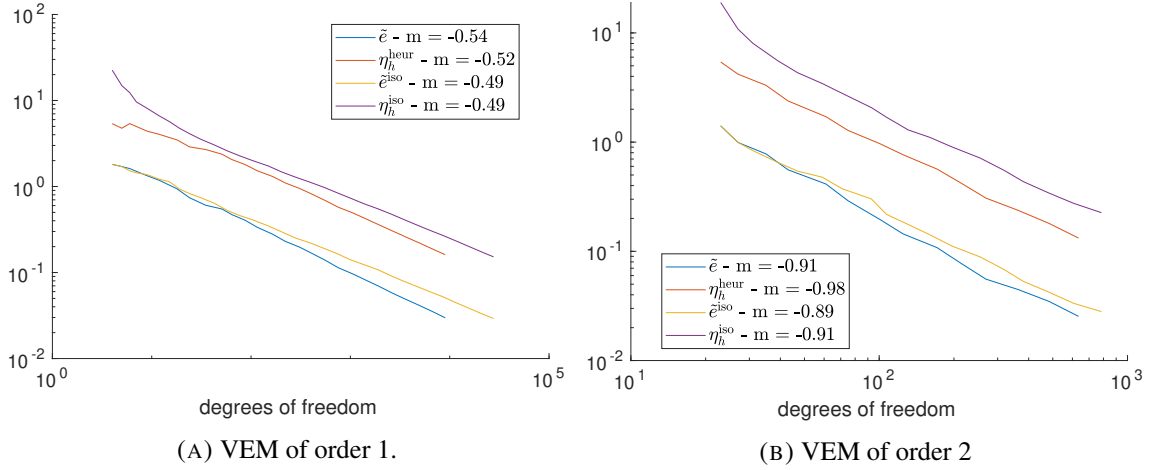 10^2
10^1
10^0
10^-1
10^-2
10^0
10^5
degrees of freedom
ẽ - m = -0.54
η_h^heur - m = -0.52
ẽ^iso - m = -0.49
η_h^iso - m = -0.49
(A) VEM of order 1.
10^1
10^0
10^-1
10^-2
10^1
10^2
10^3
degrees of freedom
ẽ - m = -0.91
η_h^heur - m = -0.98
ẽ^iso - m = -0.89
η_h^iso - m = -0.91
(B) VEM of order 2